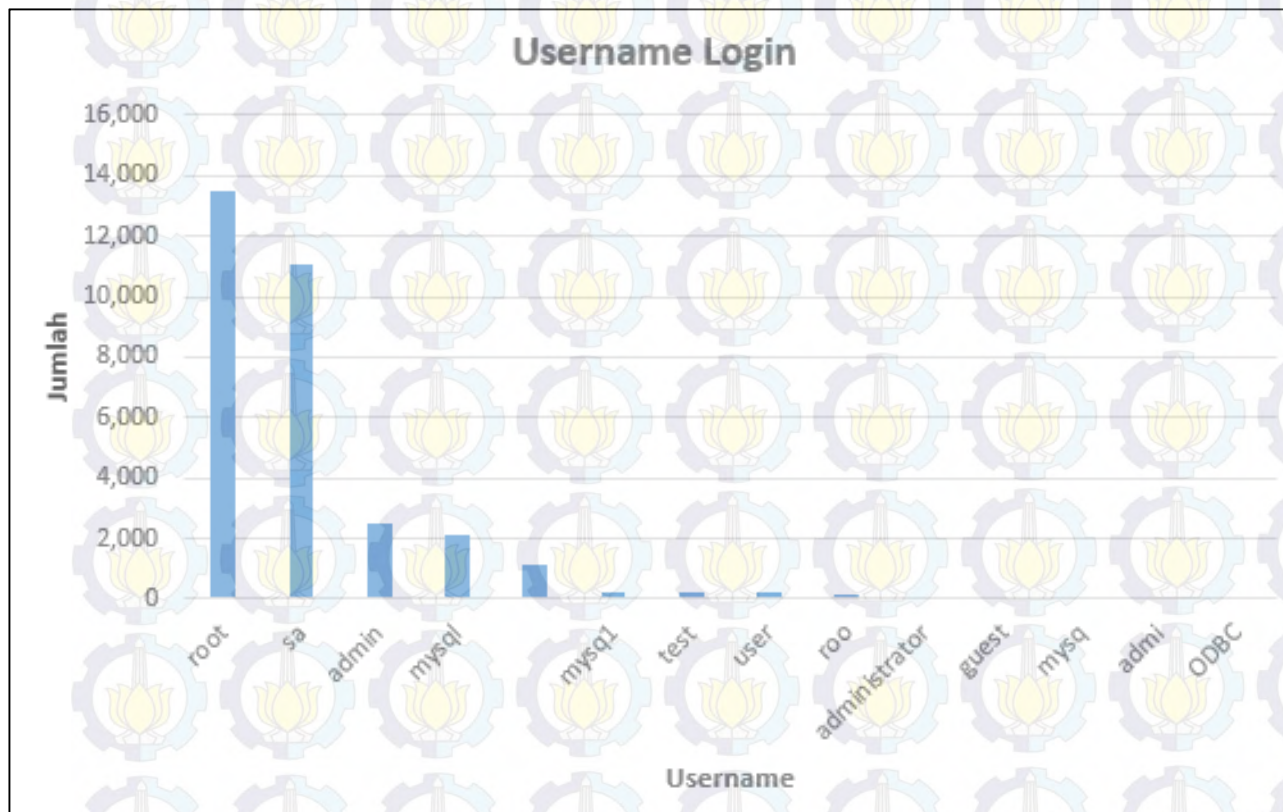 Username Login
16,000
14,000
12,000
10,000
8,000
6,000
4,000
2,000
0
Jumlah
root
sa
admin
mysql
mysq1
test
user
roo
administrator
guest
mysq
admi
ODBC
Username